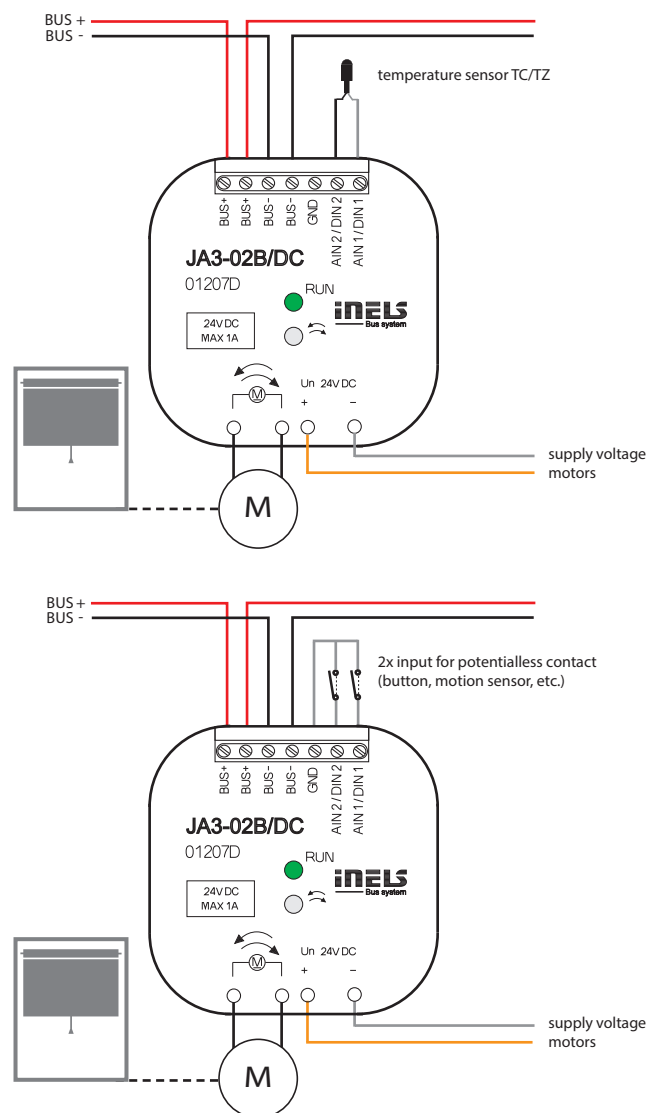 BUS +
BUS -
temperature sensor TC/TZ
BUS+
BUS+
BUS-
BUS-
GND
AIN 2 / DIN 2
AIN 1 / DIN 1
JA3-02B/DC
01207D
RUN
24V DC
MAX 1A
iNELS
Bus system
M
Un 24V DC
+
–
supply voltage
motors
M
BUS +
BUS -
2x input for potentialless contact
(button, motion sensor, etc.)
BUS+
BUS+
BUS-
BUS-
GND
AIN 2 / DIN 2
AIN 1 / DIN 1
JA3-02B/DC
01207D
RUN
24V DC
MAX 1A
iNELS
Bus system
M
Un 24V DC
+
–
supply voltage
motors
M